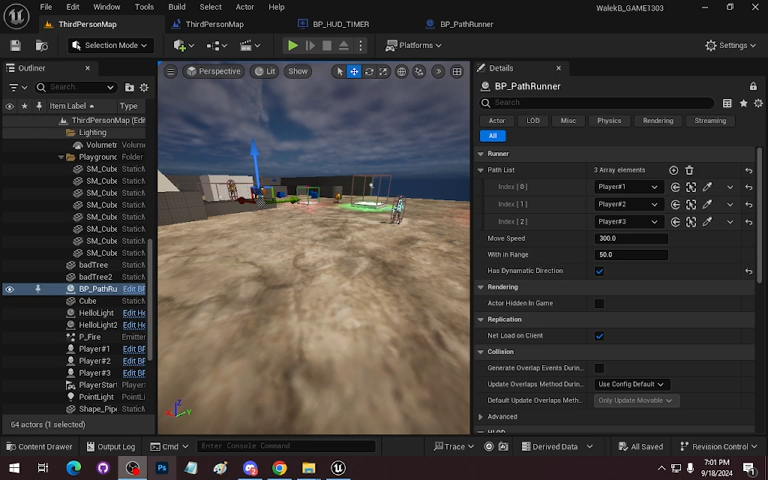 File Edit Window Tools Build Select Actor Help
WalekB_GAME1303
ThirdPersonMap
ThirdPersonMap
BP_HUD_TIMER
BP_PathRunner
Selection Mode
Platforms
Settings
Outliner
Perspective
Lit
Show
Details
BP_PathRunner
Search...
Search
Item Label
Type
Actor
LOD
Misc
Physics
Rendering
Streaming
All
ThirdPersonMap (Edi
Lighting
Volumetr Volume
Playground Folder
SM_Cube StaticM
SM_Cube StaticM
SM_Cube StaticM
SM_Cube StaticM
SM_Cube StaticM
SM_Cube StaticM
SM_Cube StaticM
SM_Cube StaticM
badTree StaticM
badTree2 StaticM
BP_PathRu Edit BP
Cube StaticM
HelloLight Edit He
HelloLight2 Edit He
P_Fire Emitter
Player#1 Edit BP
Player#2 Edit BP
Player#3 Edit BP
PlayerStart Player
PointLight PointLi
Shape_Pipe StaticM
64 actors (1 selected)
Runner
Path List 3 Array elements
Index [ 0 ] Player#1
Index [ 1 ] Player#2
Index [ 2 ] Player#3
Move Speed 300.0
With in Range 50.0
Has Dydnamatic Direction
Rendering
Actor Hidden In Game
Replication
Net Load on Client
Collision
Generate Overlap Events Durin...
Update Overlaps Method Durin... Use Config Default
Default Update Overlaps Meth... Only Update Movable
Advanced
HLOD
Content Drawer
Output Log
Cmd
Enter Console Command
Trace
Derived Data
All Saved
Revision Control
7:01 PM
9/18/2024